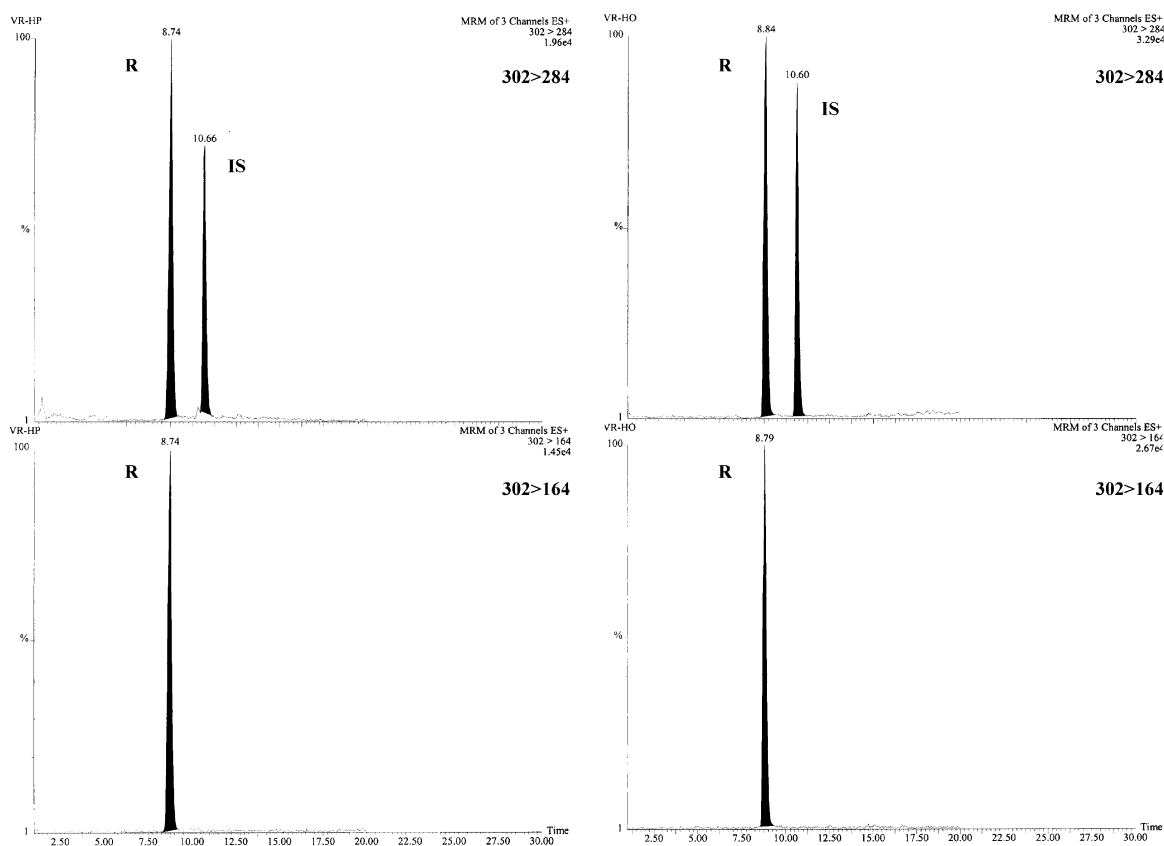 VR-HP
MRM of 3 Channels ES+
302 > 284
1.96e4
100
8.74
R
302>284
10.66
IS
%
1
VR-HO
MRM of 3 Channels ES+
302 > 284
3.29e4
100
8.84
R
302>284
10.60
IS
%
1
VR-HP
MRM of 3 Channels ES+
302 > 164
1.45e4
100
8.74
R
302>164
%
1
Time
2.50 5.00 7.50 10.00 12.50 15.00 17.50 20.00 22.50 25.00 27.50 30.00
VR-HO
MRM of 3 Channels ES+
302 > 164
2.67e4
100
8.79
R
302>164
%
1
Time
2.50 5.00 7.50 10.00 12.50 15.00 17.50 20.00 22.50 25.00 27.50 30.00